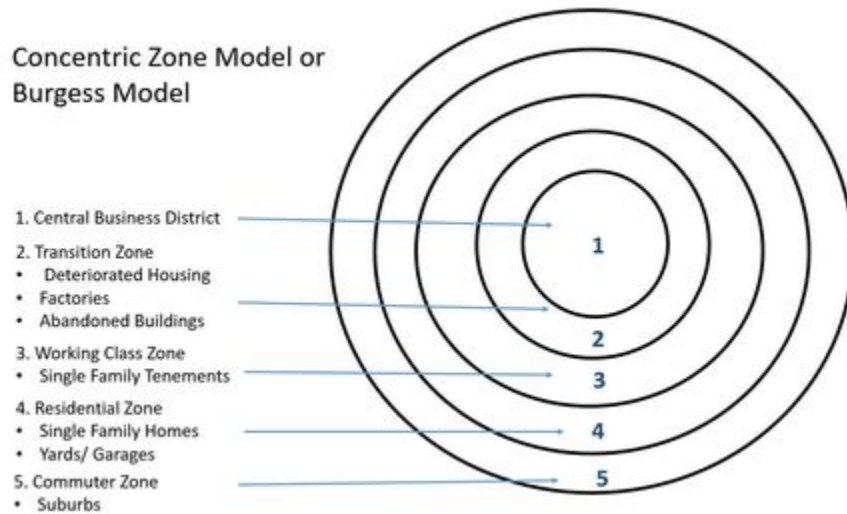 Concentric Zone Model or
Burgess Model
1. Central Business District
2. Transition Zone
• Deteriorated Housing
• Factories
• Abandoned Buildings
3. Working Class Zone
• Single Family Tenements
4. Residential Zone
• Single Family Homes
• Yards/ Garages
5. Commuter Zone
• Suburbs
1
2
3
4
5